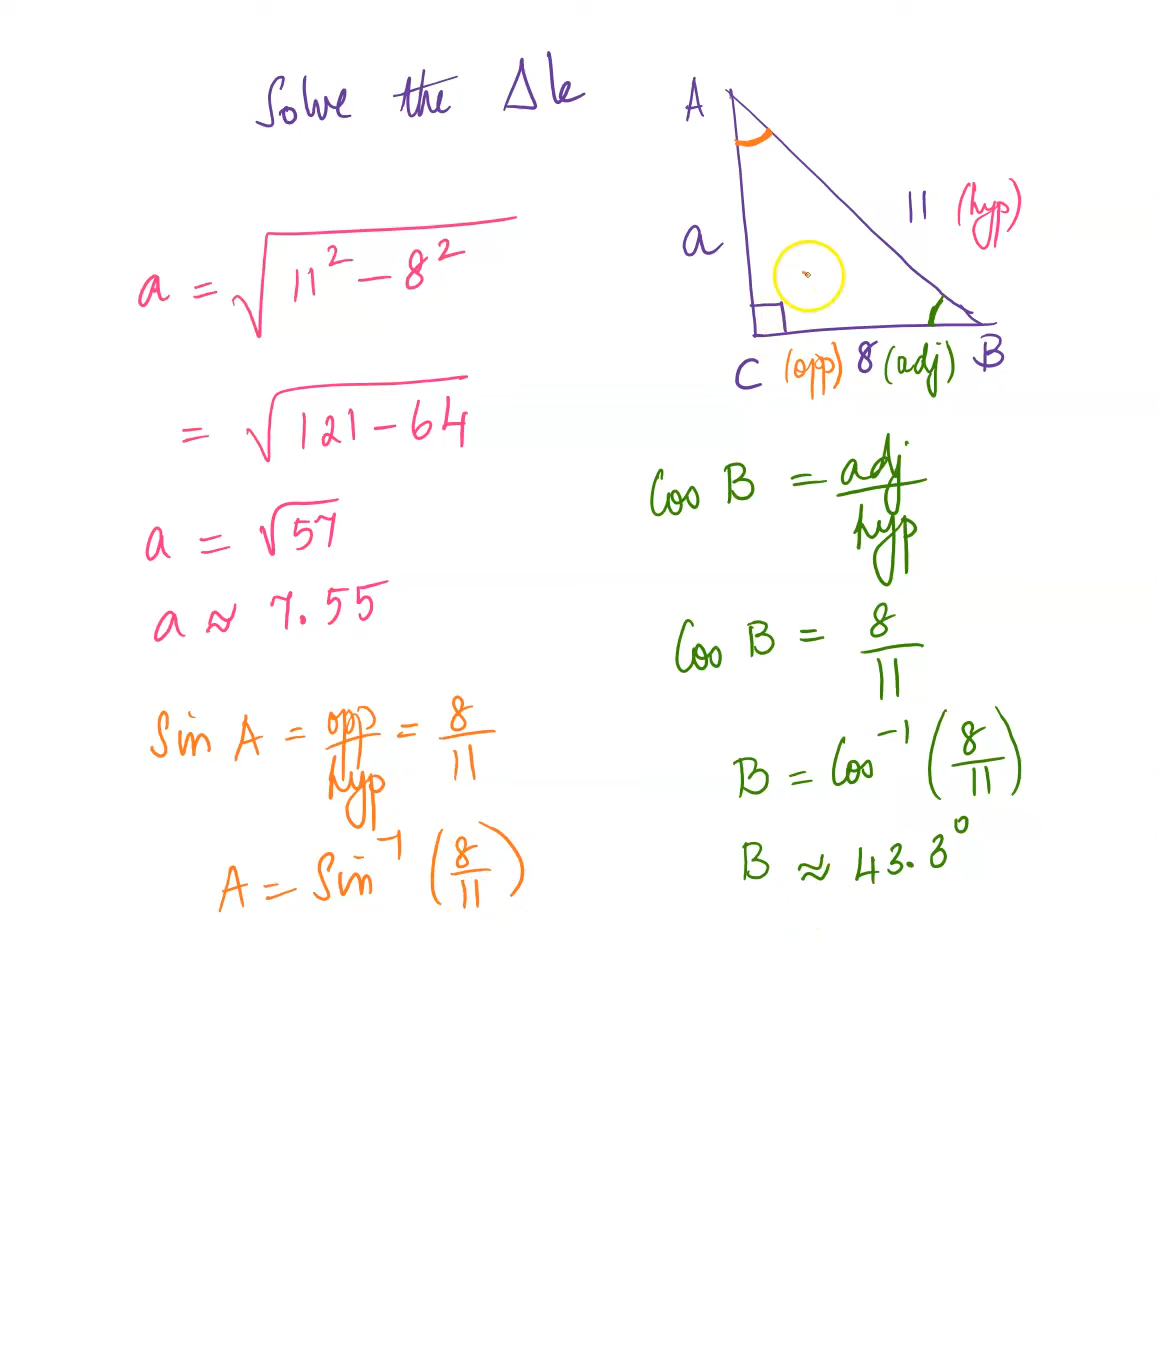 Solve the Δle
A
11 (hyp)
a
C (opp) 8 (adj) B
a = √(11² − 8²)
= √(121 − 64)
a = √57
a ≈ 7.55
Sin A = opp/hyp = 8/11
A = Sin⁻¹ (8/11)
Cos B = adj/hyp
Cos B = 8/11
B = Cos⁻¹ (8/11)
B ≈ 43.3°